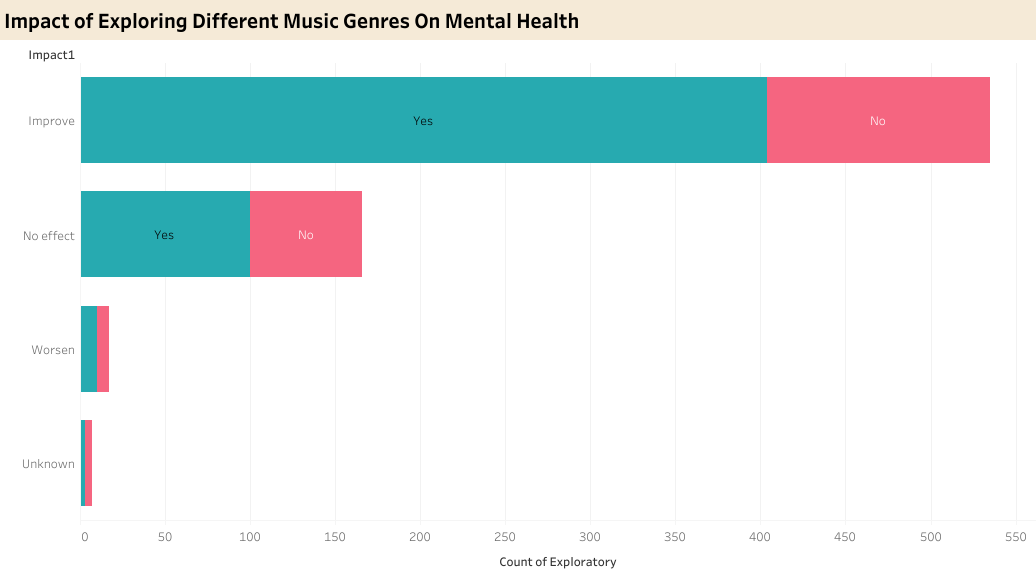 Impact of Exploring Different Music Genres On Mental Health
Impact1
Improve
Yes
No
No effect
Yes
No
Worsen
Unknown
0 50 100 150 200 250 300 350 400 450 500 550
Count of Exploratory